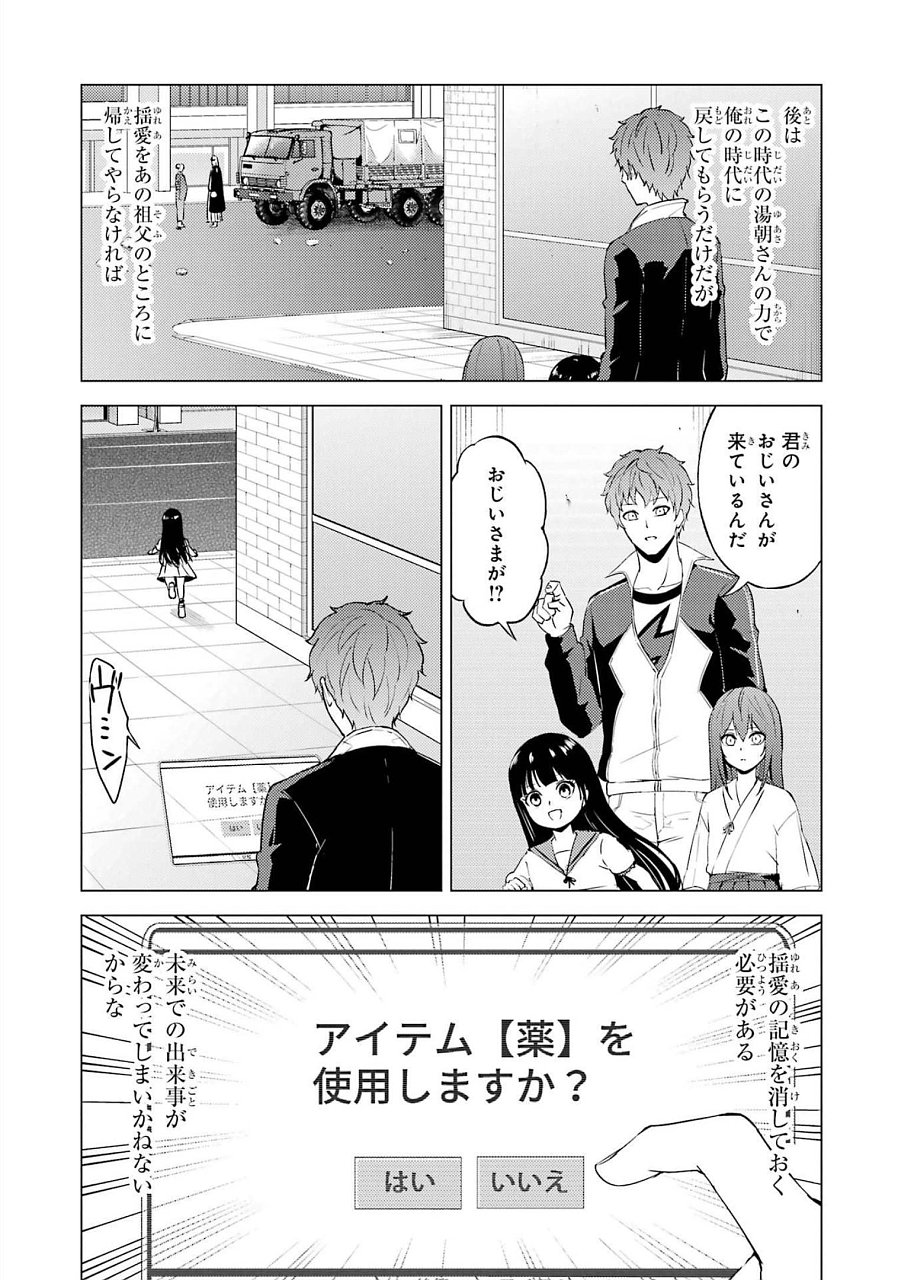 後は
この時代の湯朝さんの力で
俺の時代に
戻してもらうだけだが
揺愛をあの祖父のところに
帰してやらなければ
君の
おじいさんが
来ているんだ
おじいさまが!?
ヴミン
アイテム【薬】
使用しますか
はい
揺愛の記憶を消しておく
必要がある
アイテム【薬】を
使用しますか?
はい
いいえ
未来での出来事が
変わってしまいかねない
からな